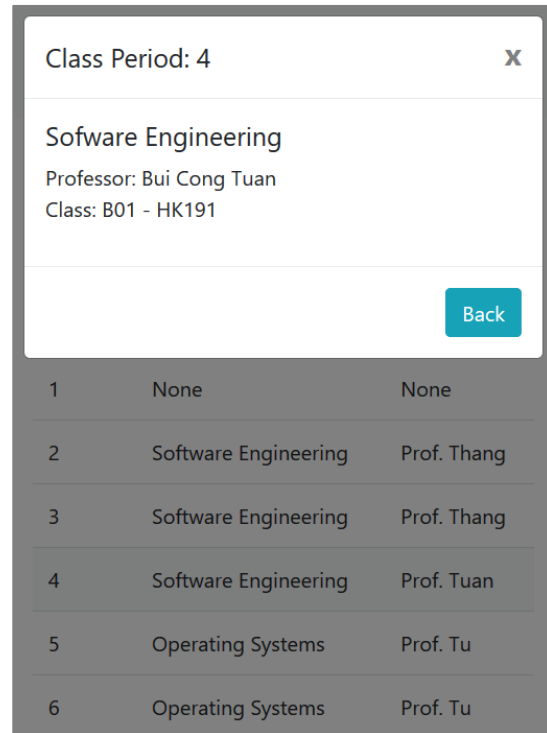 Class Period: 4 x
Sofware Engineering
Professor: Bui Cong Tuan
Class: B01 - HK191
Back
1 None None
2 Software Engineering Prof. Thang
3 Software Engineering Prof. Thang
4 Software Engineering Prof. Tuan
5 Operating Systems Prof. Tu
6 Operating Systems Prof. Tu